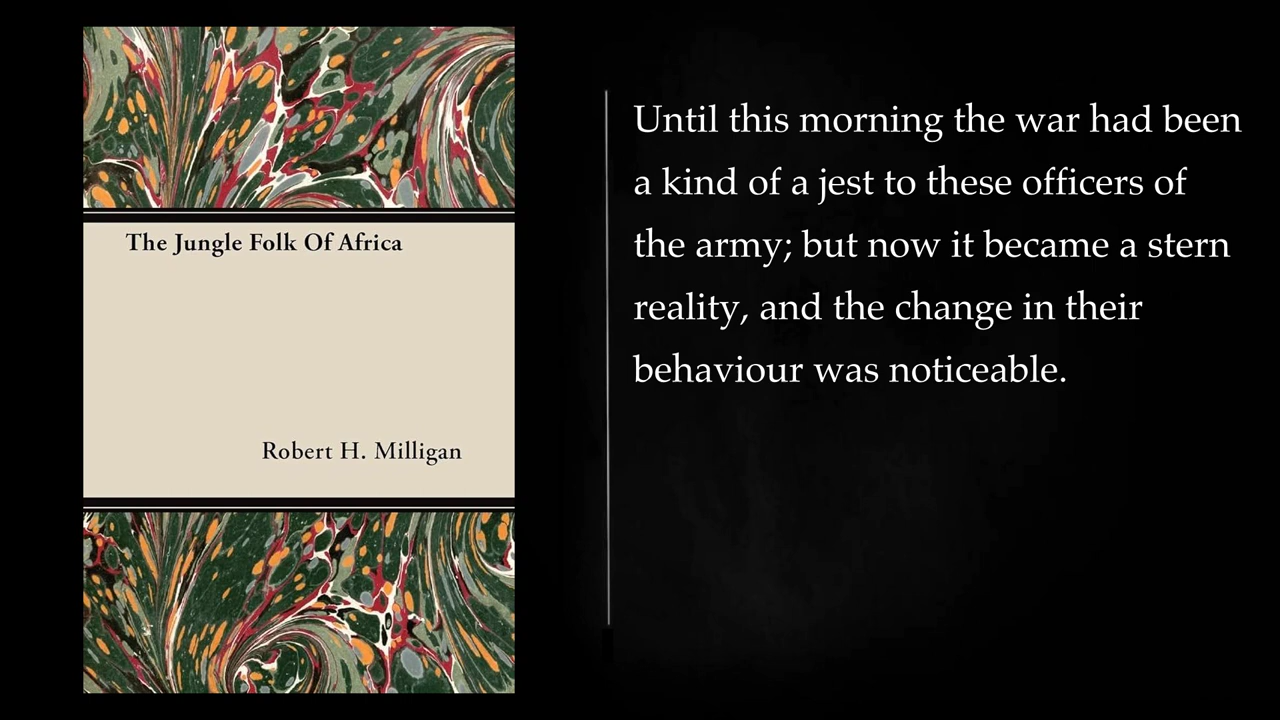 The Jungle Folk Of Africa
Robert H. Milligan
Until this morning the war had been
a kind of a jest to these officers of
the army; but now it became a stern
reality, and the change in their
behaviour was noticeable.